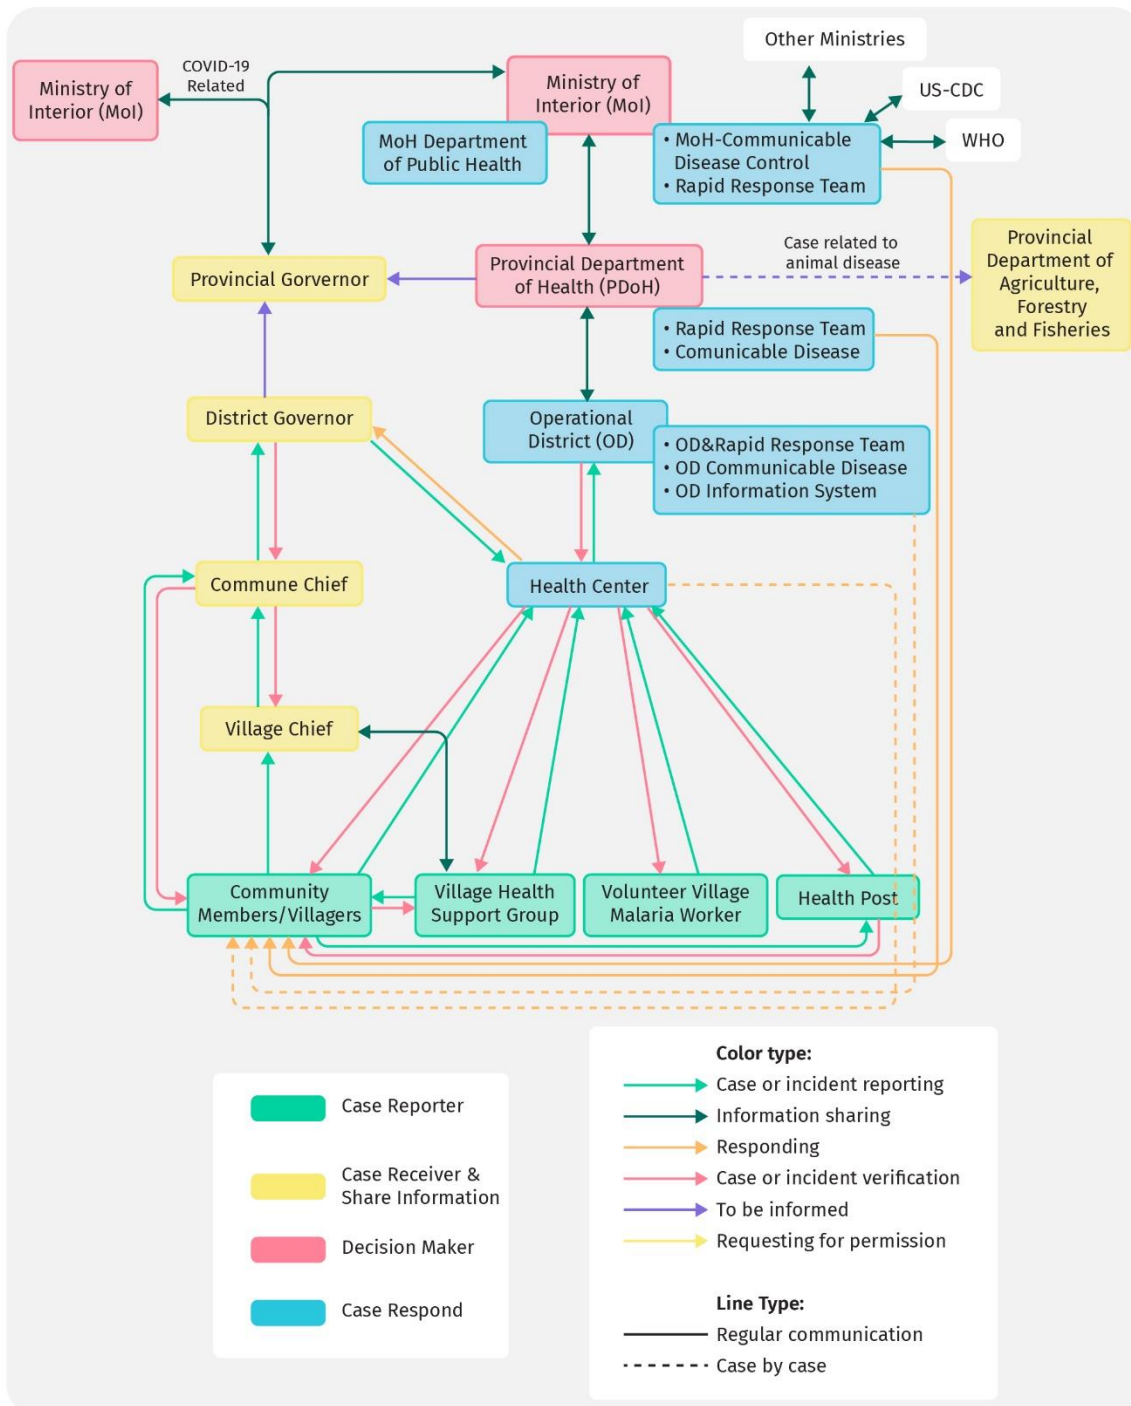 Other Ministries
COVID-19
Related
Ministry of
Interior (MoI)
Ministry of
Interior (MoI)
US-CDC
MoH Department
of Public Health
• MoH-Communicable
Disease Control
• Rapid Response Team
WHO
Provincial Gorvernor
Provincial Department
of Health (PDoH)
Case related to
animal disease
Provincial
Department of
Agriculture,
Forestry
and Fisheries
• Rapid Response Team
• Comunicable Disease
District Governor
Operational
District (OD)
• OD&Rapid Response Team
• OD Communicable Disease
• OD Information System
Commune Chief
Health Center
Village Chief
Community
Members/Villagers
Village Health
Support Group
Volunteer Village
Malaria Worker
Health Post
Case Reporter
Case Receiver &
Share Information
Decision Maker
Case Respond
Color type:
Case or incident reporting
Information sharing
Responding
Case or incident verification
To be informed
Requesting for permission
Line Type:
Regular communication
Case by case